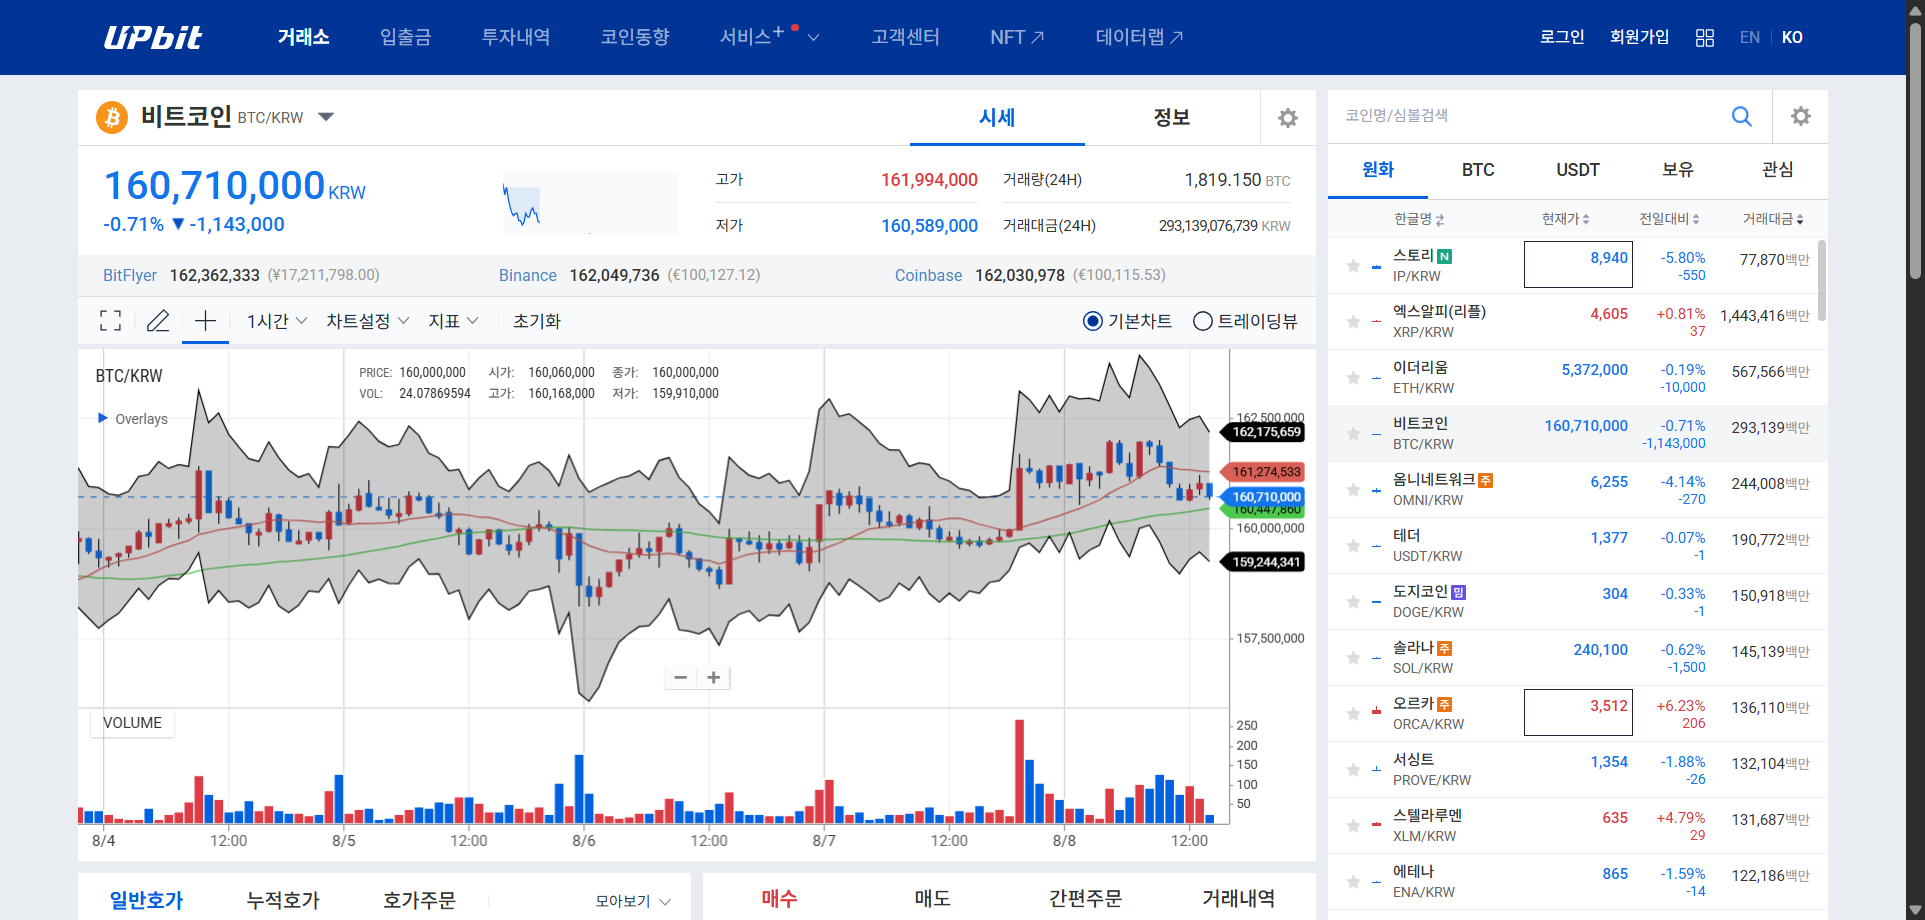 UPbit
거래소 입출금 투자내역 코인동향 서비스+ 고객센터 NFT 데이터랩
로그인 회원가입 EN KO
비트코인 BTC/KRW
시세 정보
160,710,000 KRW
-0.71% ▼ -1,143,000
고가 161,994,000
저가 160,589,000
거래량(24H) 1,819.150 BTC
거래대금(24H) 293,139,076,739 KRW
BitFlyer 162,362,333 (¥17,211,798.00) Binance 162,049,736 (€100,127.12) Coinbase 162,030,978 (€100,115.53)
1시간 차트설정 지표 초기화 기본차트 트레이딩뷰
BTC/KRW
PRICE: 160,000,000 시가: 160,060,000 종가: 160,000,000
VOL: 24.07869594 고가: 160,168,000 저가: 159,910,000
Overlays
162,500,000
162,175,659
161,274,533
160,710,000
160,447,860
160,000,000
159,244,341
157,500,000
− +
VOLUME
250
200
150
100
50
8/4 12:00 8/5 12:00 8/6 12:00 8/7 12:00 8/8 12:00
일반호가 누적호가 호가주문 모아보기
매수 매도 간편주문 거래내역
코인명/심볼검색
원화 BTC USDT 보유 관심
한글명 현재가 전일대비 거래대금
스토리 N 8,940 -5.80% 77,870백만
IP/KRW -550
엑스알피(리플) 4,605 +0.81% 1,443,416백만
XRP/KRW 37
이더리움 5,372,000 -0.19% 567,566백만
ETH/KRW -10,000
비트코인 160,710,000 -0.71% 293,139백만
BTC/KRW -1,143,000
옴니네트워크 주 6,255 -4.14% 244,008백만
OMNI/KRW -270
테더 1,377 -0.07% 190,772백만
USDT/KRW -1
도지코인 밈 304 -0.33% 150,918백만
DOGE/KRW -1
솔라나 주 240,100 -0.62% 145,139백만
SOL/KRW -1,500
오르카 주 3,512 +6.23% 136,110백만
ORCA/KRW 206
서싱트 1,354 -1.88% 132,104백만
PROVE/KRW -26
스텔라루멘 635 +4.79% 131,687백만
XLM/KRW 29
에테나 865 -1.59% 122,186백만
ENA/KRW -14